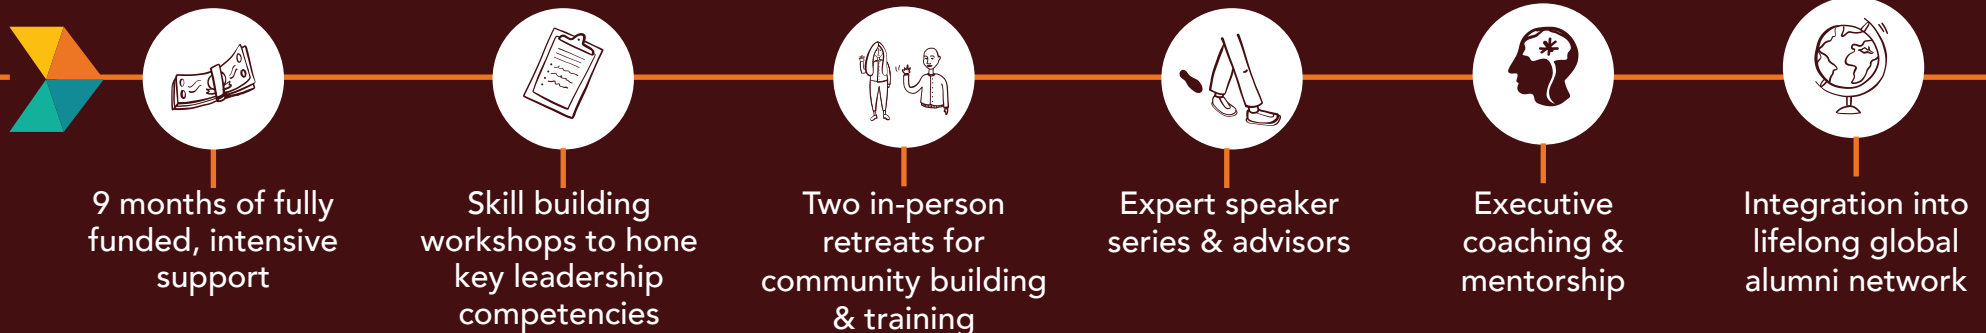 9 months of fully
funded, intensive
support
Skill building
workshops to hone
key leadership
competencies
Two in-person
retreats for
community building
& training
Expert speaker
series & advisors
Executive
coaching &
mentorship
Integration into
lifelong global
alumni network